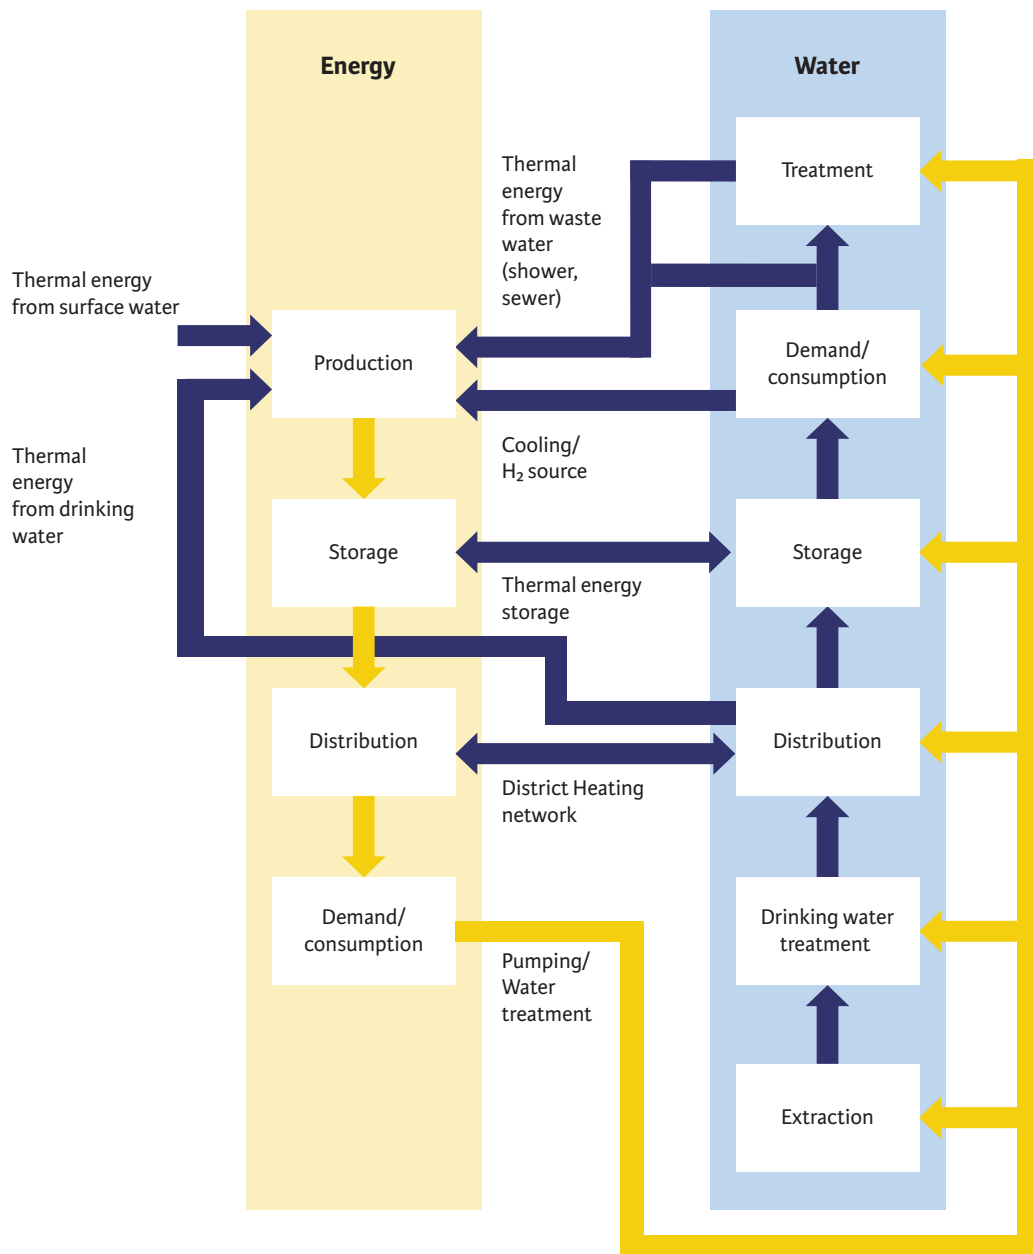 Energy
Water
Treatment
Thermal
energy
from waste
water
(shower,
sewer)
Thermal energy
from surface water
Production
Demand/
consumption
Cooling/
H₂ source
Thermal
energy
from drinking
water
Storage
Storage
Thermal energy
storage
Distribution
Distribution
District Heating
network
Demand/
consumption
Drinking water
treatment
Pumping/
Water
treatment
Extraction